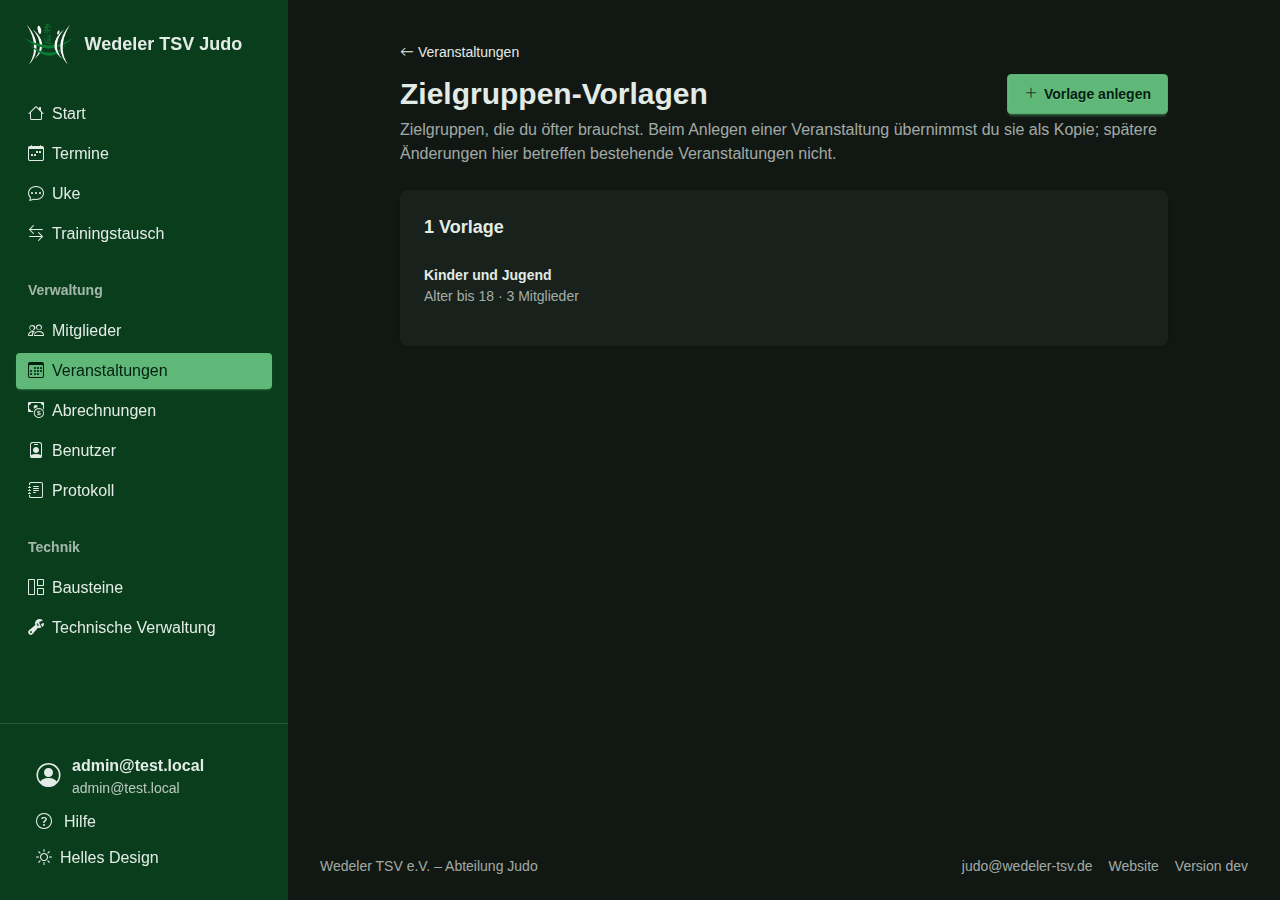 Wedeler TSV Judo
Start
Termine
Uke
Trainingstausch
Verwaltung
Mitglieder
Veranstaltungen
Abrechnungen
Benutzer
Protokoll
Technik
Bausteine
Technische Verwaltung
admin@test.local
admin@test.local
Hilfe
Helles Design
← Veranstaltungen
Zielgruppen-Vorlagen
+ Vorlage anlegen
Zielgruppen, die du öfter brauchst. Beim Anlegen einer Veranstaltung übernimmst du sie als Kopie; spätere
Änderungen hier betreffen bestehende Veranstaltungen nicht.
1 Vorlage
Kinder und Jugend
Alter bis 18 · 3 Mitglieder
Wedeler TSV e.V. – Abteilung Judo
judo@wedeler-tsv.de Website Version dev